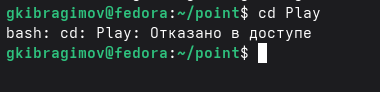 gkibragimov@fedora:~/point$ cd Play
bash: cd: Play: Отказано в доступе
gkibragimov@fedora:~/point$